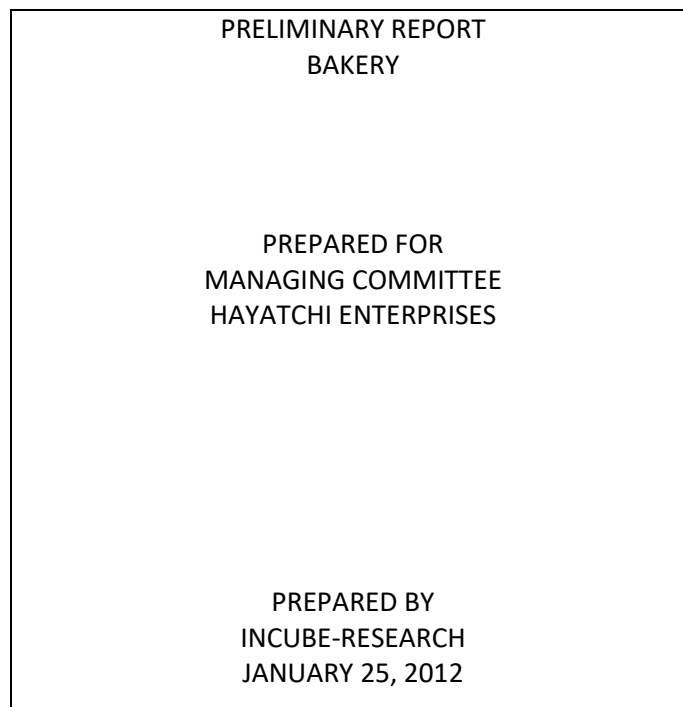 PRELIMINARY REPORT
BAKERY
PREPARED FOR
MANAGING COMMITTEE
HAYATCHI ENTERPRISES
PREPARED BY
INCUBE-RESEARCH
JANUARY 25, 2012